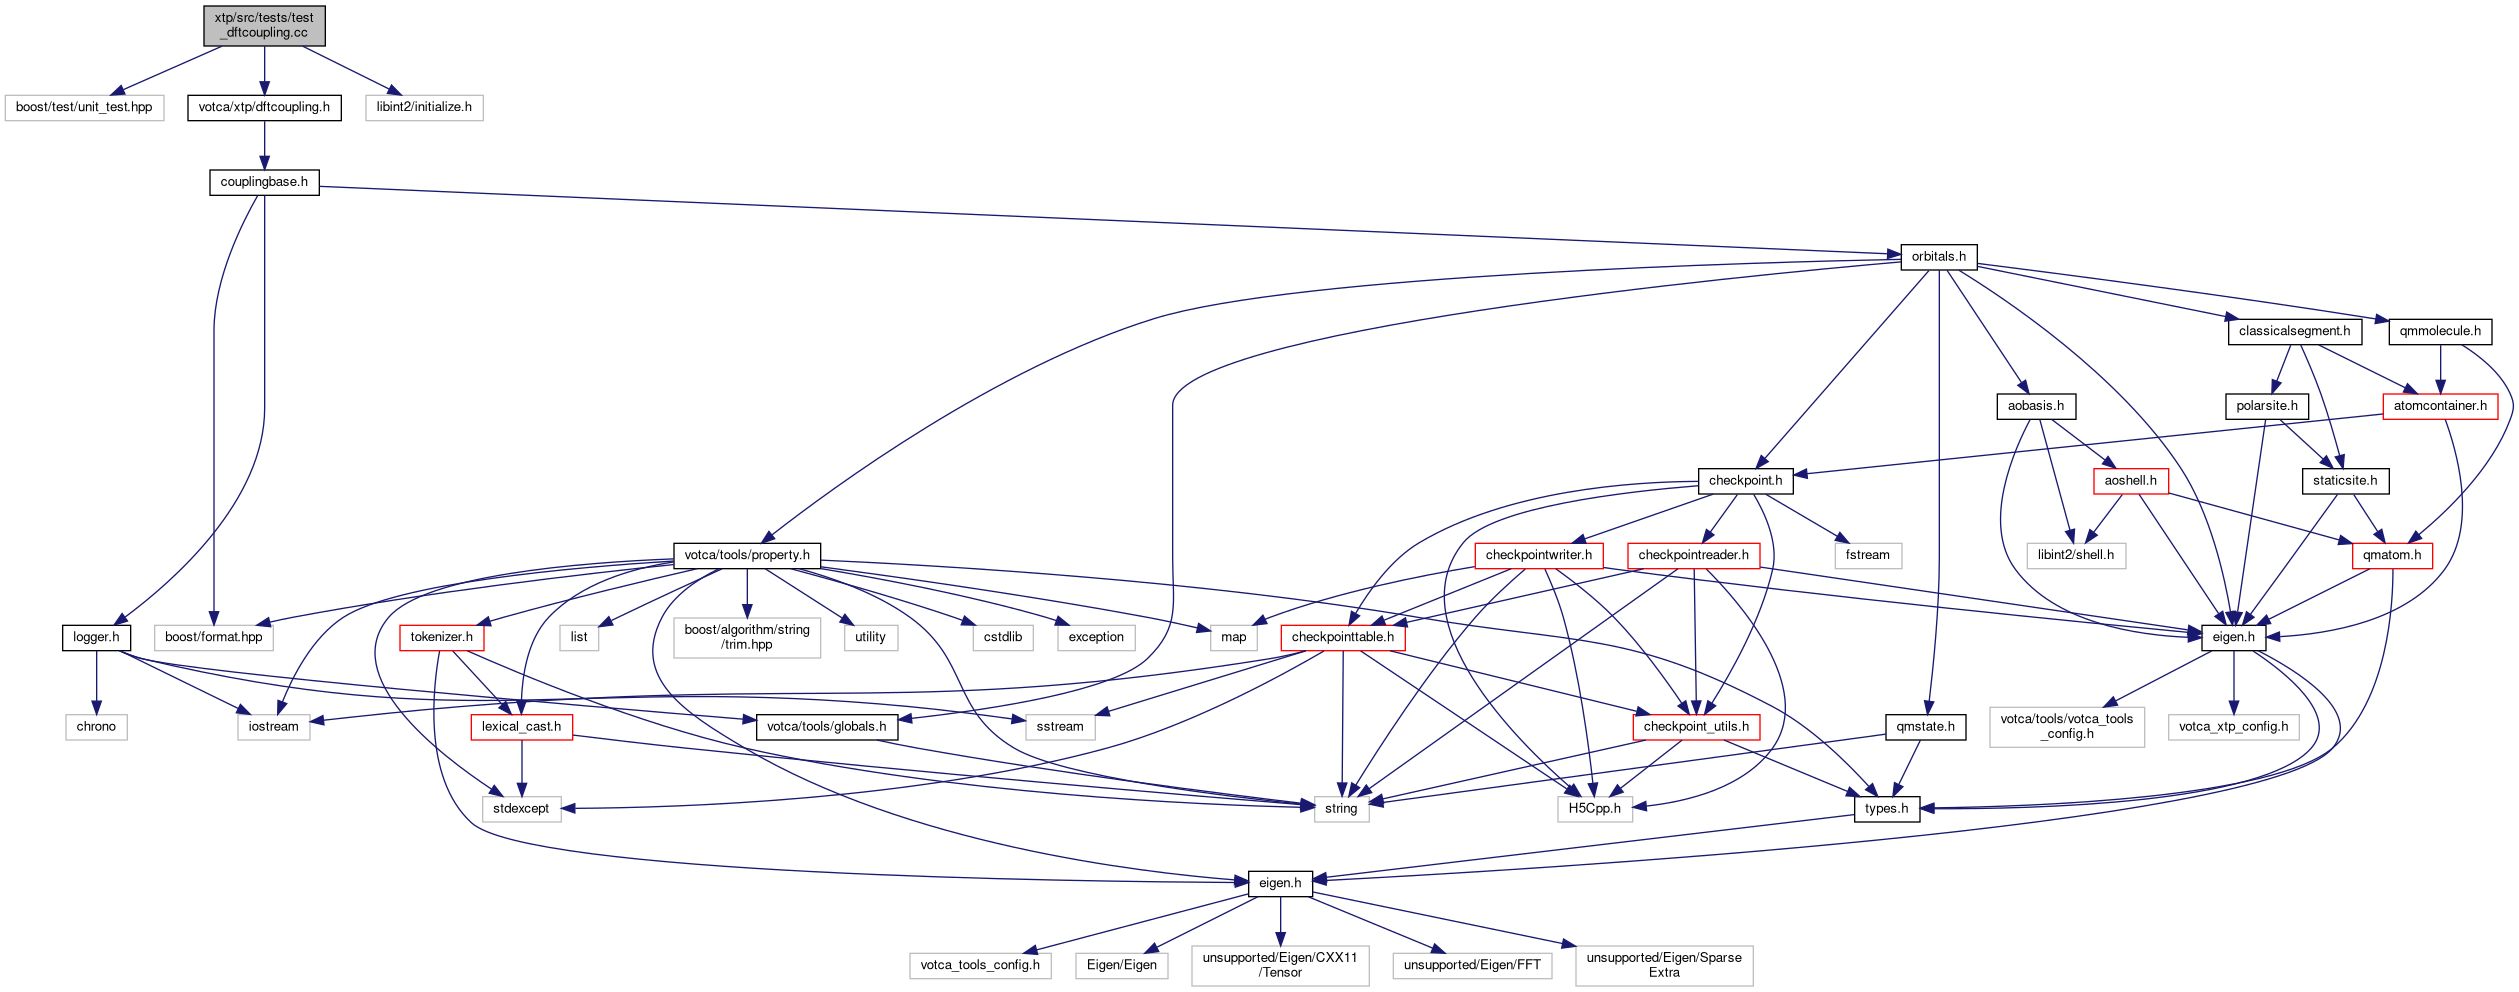 xtp/src/tests/test
_dftcoupling.cc
boost/test/unit_test.hpp
votca/xtp/dftcoupling.h
libint2/initialize.h
couplingbase.h
orbitals.h
classicalsegment.h
qmmolecule.h
aobasis.h
polarsite.h
atomcontainer.h
checkpoint.h
aoshell.h
staticsite.h
votca/tools/property.h
checkpointwriter.h
checkpointreader.h
fstream
libint2/shell.h
qmatom.h
logger.h
boost/format.hpp
tokenizer.h
list
boost/algorithm/string
/trim.hpp
utility
cstdlib
exception
map
checkpointtable.h
eigen.h
chrono
iostream
lexical_cast.h
votca/tools/globals.h
sstream
checkpoint_utils.h
qmstate.h
votca/tools/votca_tools
_config.h
votca_xtp_config.h
stdexcept
string
H5Cpp.h
types.h
eigen.h
votca_tools_config.h
Eigen/Eigen
unsupported/Eigen/CXX11
/Tensor
unsupported/Eigen/FFT
unsupported/Eigen/Sparse
Extra